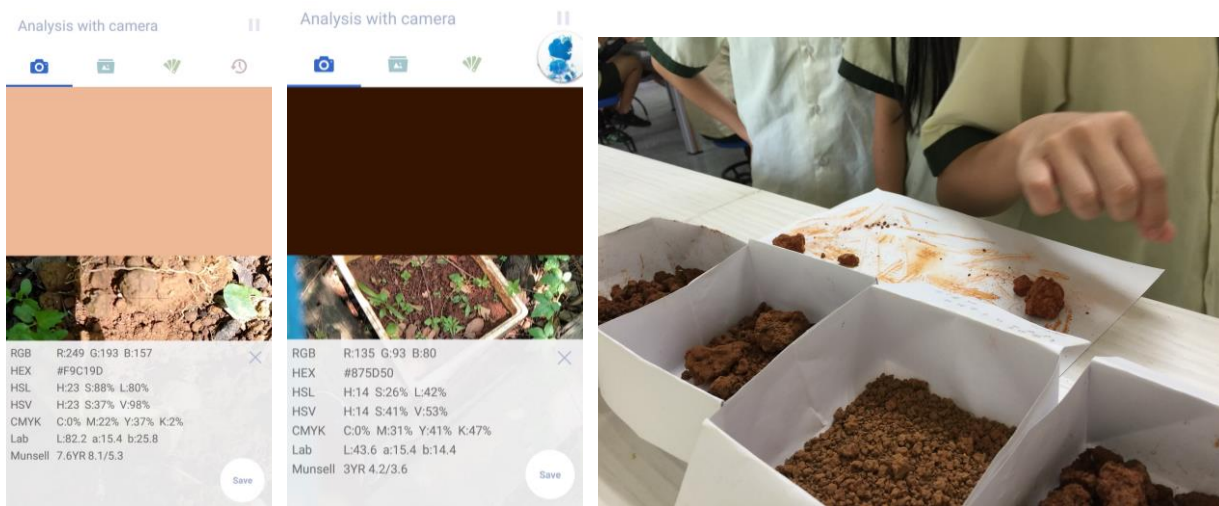 Analysis with camera
RGB R:249 G:193 B:157
HEX #F9C19D
HSL H:23 S:88% L:80%
HSV H:23 S:37% V:98%
CMYK C:0% M:22% Y:37% K:2%
Lab L:82.2 a:15.4 b:25.8
Munsell 7.6YR 8.1/5.3
Save
Analysis with camera
RGB R:135 G:93 B:80
HEX #875D50
HSL H:14 S:26% L:42%
HSV H:14 S:41% V:53%
CMYK C:0% M:31% Y:41% K:47%
Lab L:43.6 a:15.4 b:14.4
Munsell 3YR 4.2/3.6
Save